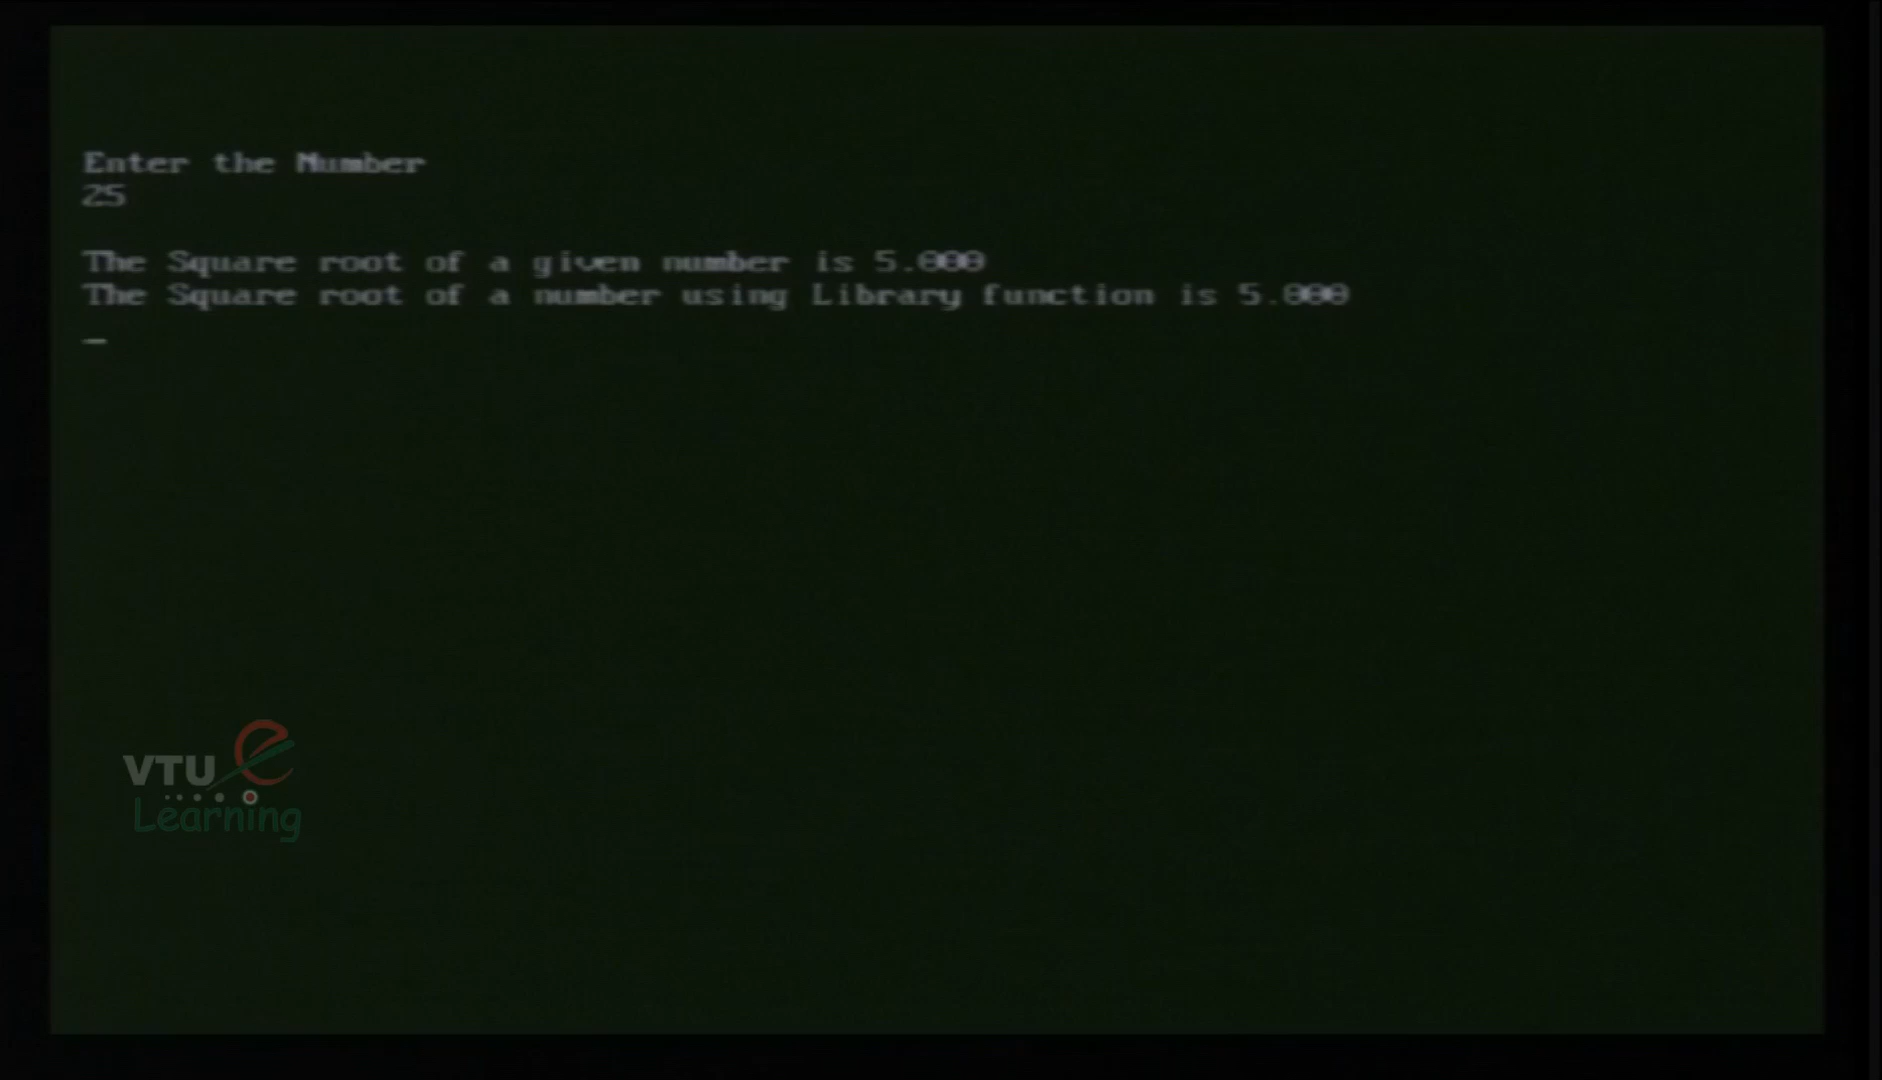 Enter the Number
25
The Square root of a given number is 5.000
The Square root of a number using Library function is 5.000
_
VTU e
Learning